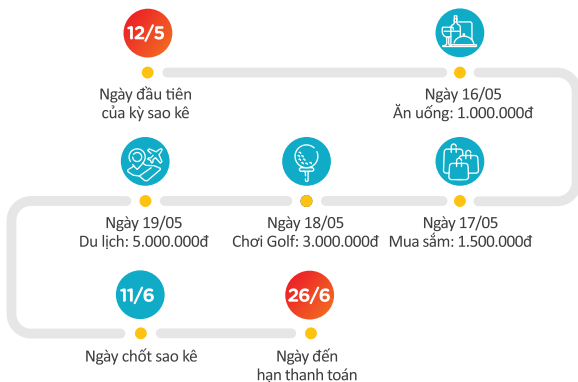 12/5
Ngày đầu tiên
của kỳ sao kê
Ngày 16/05
Ăn uống: 1.000.000đ
Ngày 17/05
Mua sắm: 1.500.000đ
Ngày 18/05
Chơi Golf: 3.000.000đ
Ngày 19/05
Du lịch: 5.000.000đ
11/6
Ngày chốt sao kê
26/6
Ngày đến
hạn thanh toán